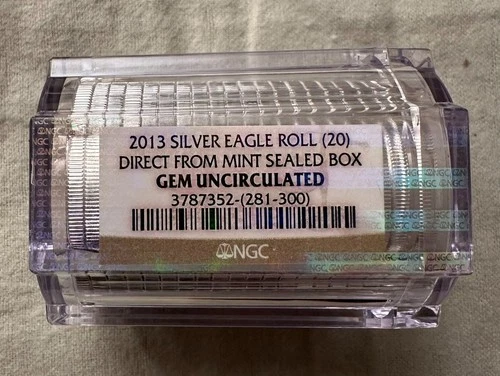 2013 SILVER EAGLE ROLL (20)
DIRECT FROM MINT SEALED BOX
GEM UNCIRCULATED
3787352-(281-300)
NGC